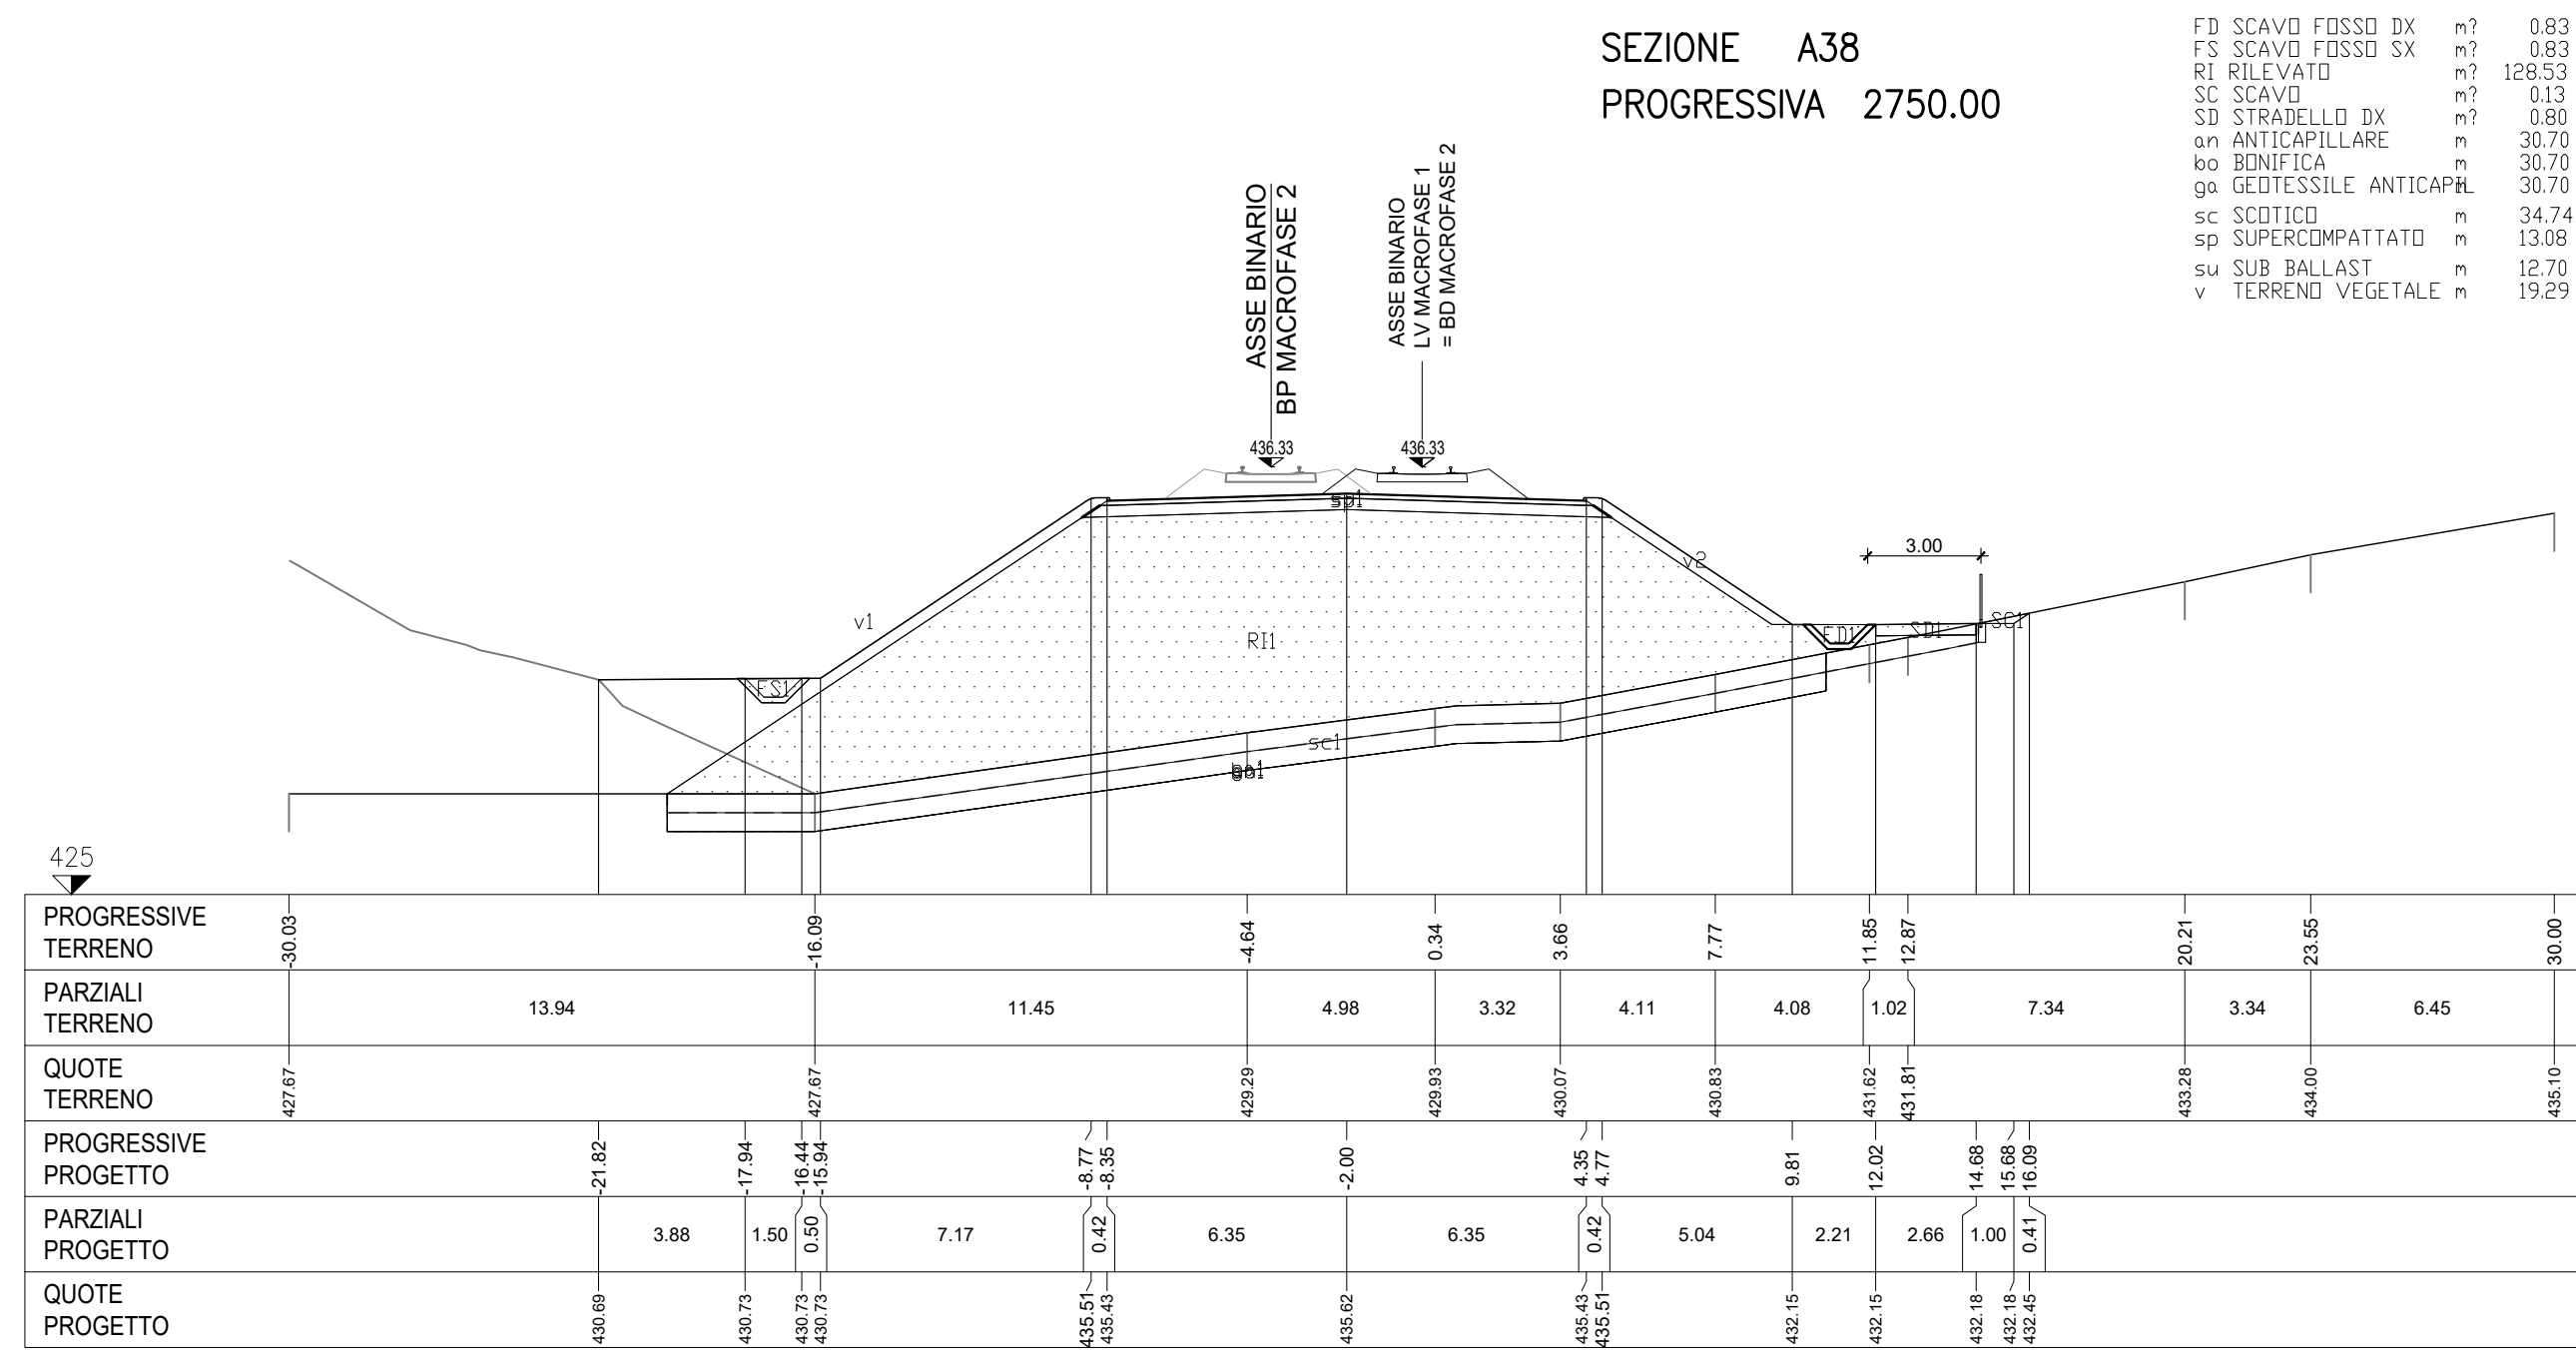 SEZIONE A38
PROGRESSIVA 2750.00
FD SCAVO FOSSO DX m? 0.83
FS SCAVO FOSSO SX m? 0.83
RI RILEVATO m? 128.53
SC SCAVO m? 0.13
SD STRADELLO DX m? 0.80
an ANTICAPILLARE m 30.70
bo BONIFICA m 30.70
ga GEOTESSILE ANTICAPIL m 30.70
sc SCOTICO m 34.74
sp SUPERCOMPATTATO m 13.08
su SUB BALLAST m 12.70
v TERRENO VEGETALE m 19.29
ASSE BINARIO
BP MACROFASE 2
ASSE BINARIO
LV MACROFASE 1
= BD MACROFASE 2
436.33 436.33
sp1
v2
3.00
v1
RI1
FD1 SD1 SC1
FS1
sc1
425
PROGRESSIVE
TERRENO
-30.03 -16.09 -4.64 0.34 3.66 7.77 11.85 12.87 20.21 23.55 30.00
PARZIALI
TERRENO
13.94 11.45 4.98 3.32 4.11 4.08 1.02 7.34 3.34 6.45
QUOTE
TERRENO
427.67 427.67 429.29 429.93 430.07 430.83 431.62 431.81 433.28 434.00 435.10
PROGRESSIVE
PROGETTO
-21.82 -17.94 -16.44 -15.94 -8.77 -8.35 -2.00 4.35 4.77 9.81 12.02 14.68 15.68 16.09
PARZIALI
PROGETTO
3.88 1.50 0.50 7.17 0.42 6.35 6.35 0.42 5.04 2.21 2.66 1.00 0.41
QUOTE
PROGETTO
430.69 430.73 430.73 430.73 435.51 435.43 435.62 435.43 435.51 432.15 432.15 432.18 432.18 432.45